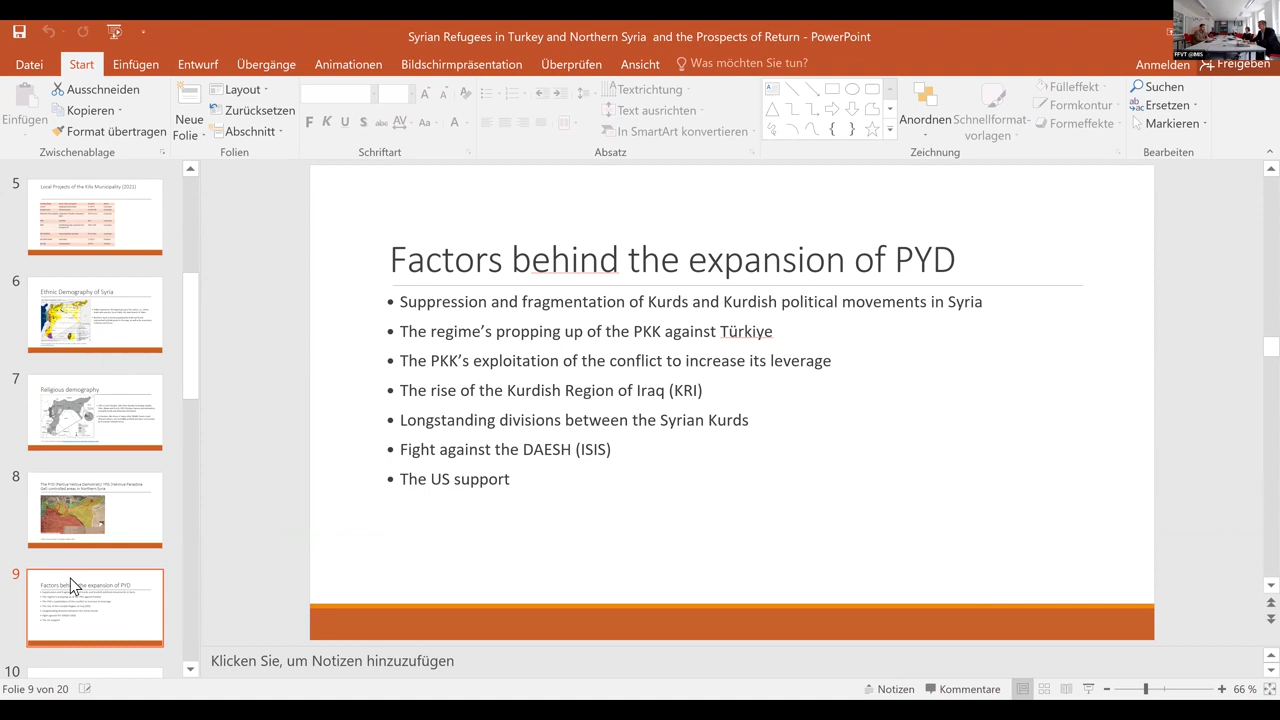 Syrian Refugees in Turkey and Northern Syria and the Prospects of Return - PowerPoint
FFVT @IMIS
Datei Start Einfügen Entwurf Übergänge Animationen Bildschirmpräsentation Überprüfen Ansicht Was möchten Sie tun? Anmelden Freigeben
Einfügen
Ausschneiden
Kopieren
Format übertragen
Zwischenablage
Neue Folie
Layout
Zurücksetzen
Abschnitt
Folien
F K U S abc AV Aa A
Schriftart
Textrichtung
Text ausrichten
In SmartArt konvertieren
Absatz
Anordnen
Schnellformat-
vorlagen
Fülleffekt
Formkontur
Formeffekte
Zeichnung
Suchen
Ersetzen
Markieren
Bearbeiten
5
Local Projects of the Kilis Municipality (2021)
6
Ethnic Demography of Syria
7
Religious demography
8
9
Factors behind the expansion of PYD
10
Factors behind the expansion of PYD
• Suppression and fragmentation of Kurds and Kurdish political movements in Syria
• The regime's propping up of the PKK against Türkiye
• The PKK's exploitation of the conflict to increase its leverage
• The rise of the Kurdish Region of Iraq (KRI)
• Longstanding divisions between the Syrian Kurds
• Fight against the DAESH (ISIS)
• The US support
Klicken Sie, um Notizen hinzuzufügen
Folie 9 von 20 Notizen Kommentare 66 %